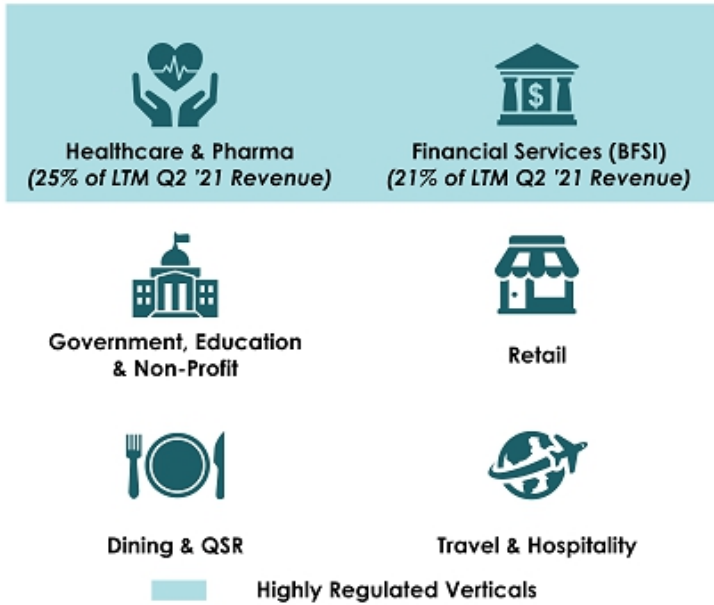 $
Healthcare & Pharma
(25% of LTM Q2 '21 Revenue)
Financial Services (BFSI)
(21% of LTM Q2 '21 Revenue)
Government, Education
& Non-Profit
Retail
Dining & QSR
Travel & Hospitality
Highly Regulated Verticals